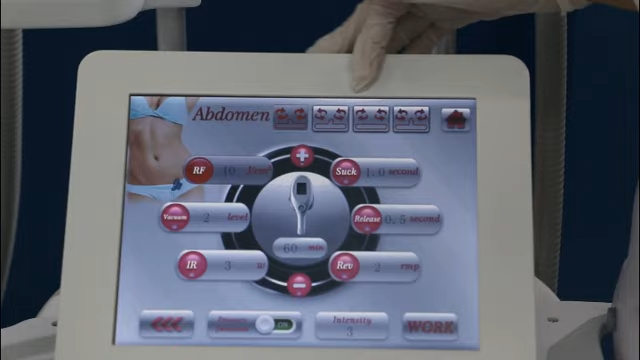 Abdomen
RF 10. J/cm²
Suck 1.0 second
Vacuum 2 level
Release 0.5 second
60 min
IR 3 w
Rev 2 rmp
ON
Intensity
3
WORK